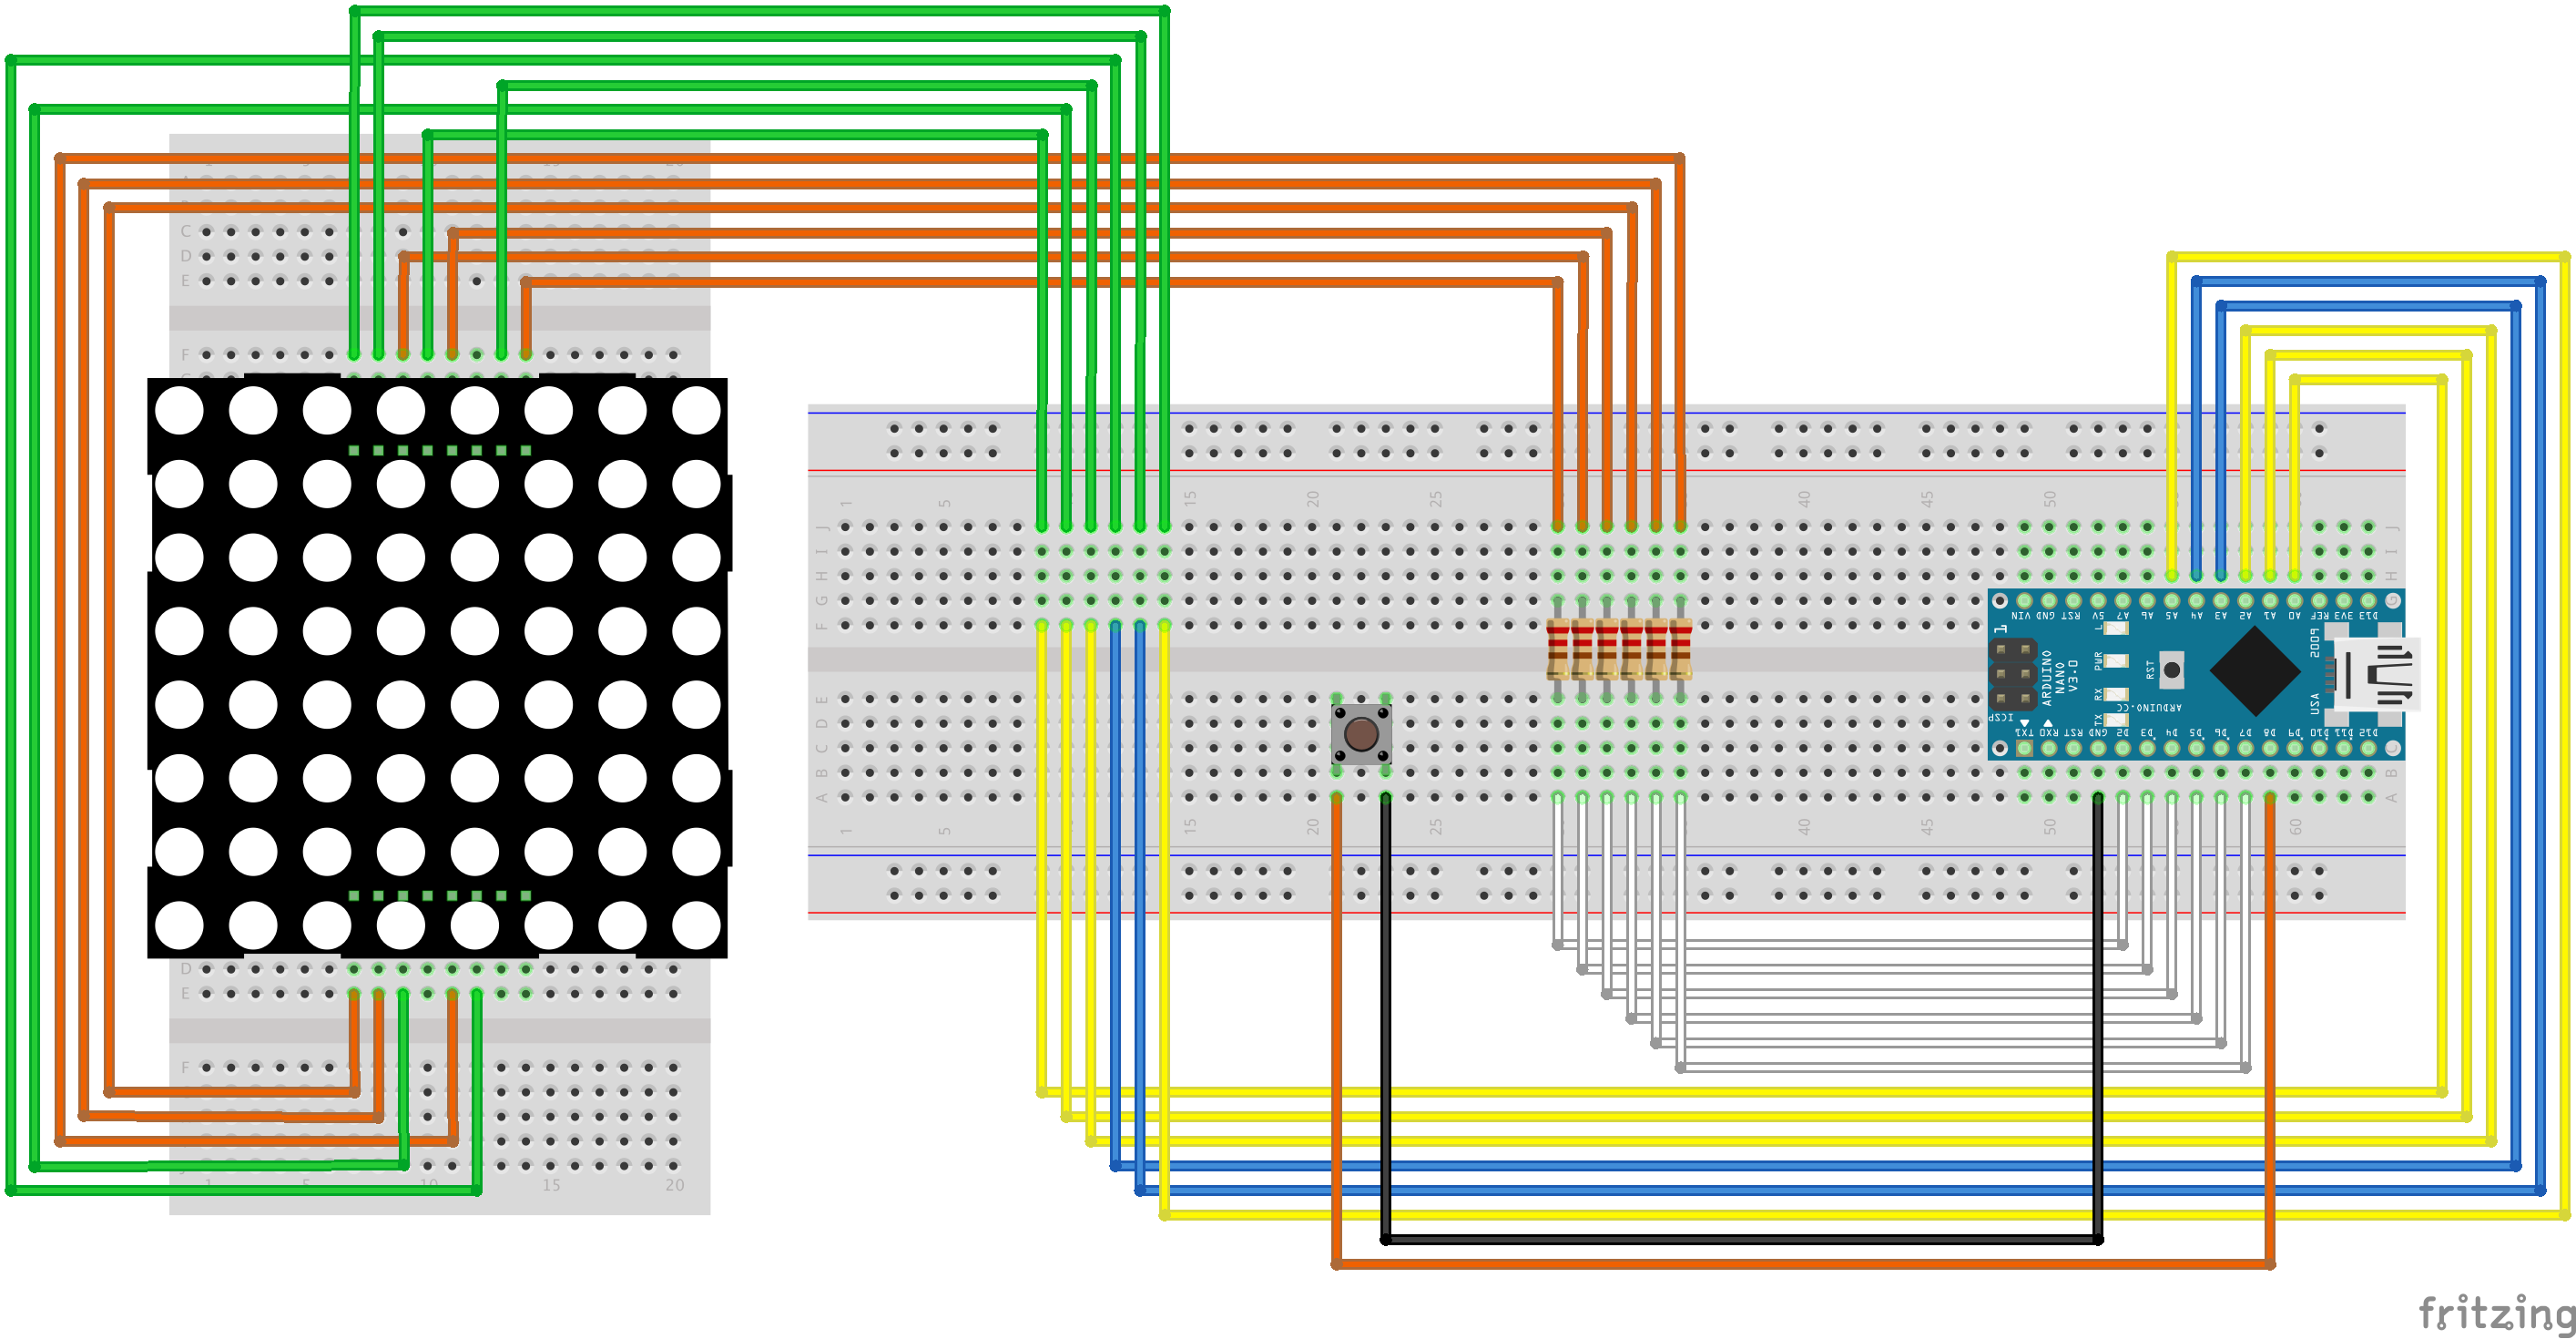 C
D
E
F
D
E
F
5 10 15 20
1 5 15 20 25 40 45 50
J
I
H
G
F
E
D
C
B
A
1 5 15 20 25 40 45 50 60
J
I
H
B
A
VIN GND RST 5V A7 A6 A5 A4 A3 A2 A1 A0 REF 3V3 D13
L
PWR
RX
TX
RST
ARDUINO
NANO
V3.0
ICSP
ARDUINO.CC
USA
TX1 RX0 RST GND D2 D3 D4 D5 D6 D7 D8 D9 D10 D11 D12
fritzing